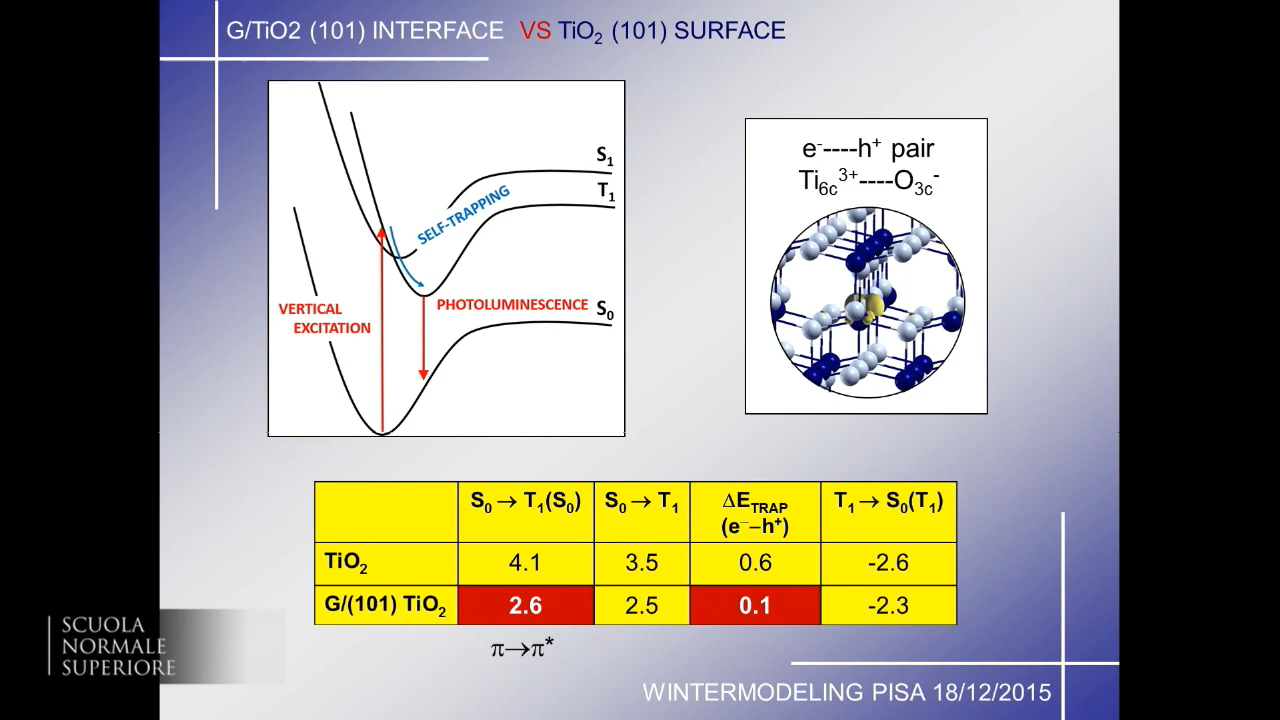 G/TiO2 (101) INTERFACE VS TiO₂ (101) SURFACE
S₁
T₁
SELF-TRAPPING
VERTICAL
EXCITATION
PHOTOLUMINESCENCE
S₀
e⁻----h⁺ pair
Ti₆c³⁺----O₃c⁻
S₀ → T₁(S₀) S₀ → T₁ ΔE_TRAP T₁ → S₀(T₁)
(e⁻–h⁺)
TiO₂ 4.1 3.5 0.6 -2.6
G/(101) TiO₂ 2.6 2.5 0.1 -2.3
π→π*
SCUOLA
NORMALE
SUPERIORE
WINTERMODELING PISA 18/12/2015